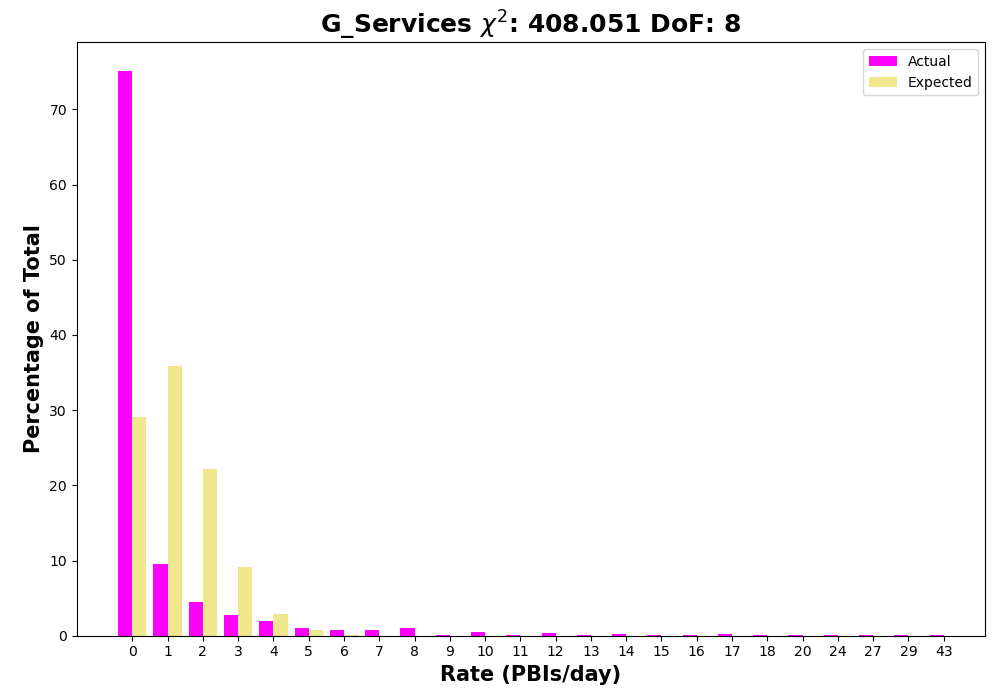 G_Services χ²: 408.051 DoF: 8
Actual
Expected
Percentage of Total
70
60
50
40
30
20
10
0
0 1 2 3 4 5 6 7 8 9 10 11 12 13 14 15 16 17 18 20 24 27 29 43
Rate (PBIs/day)